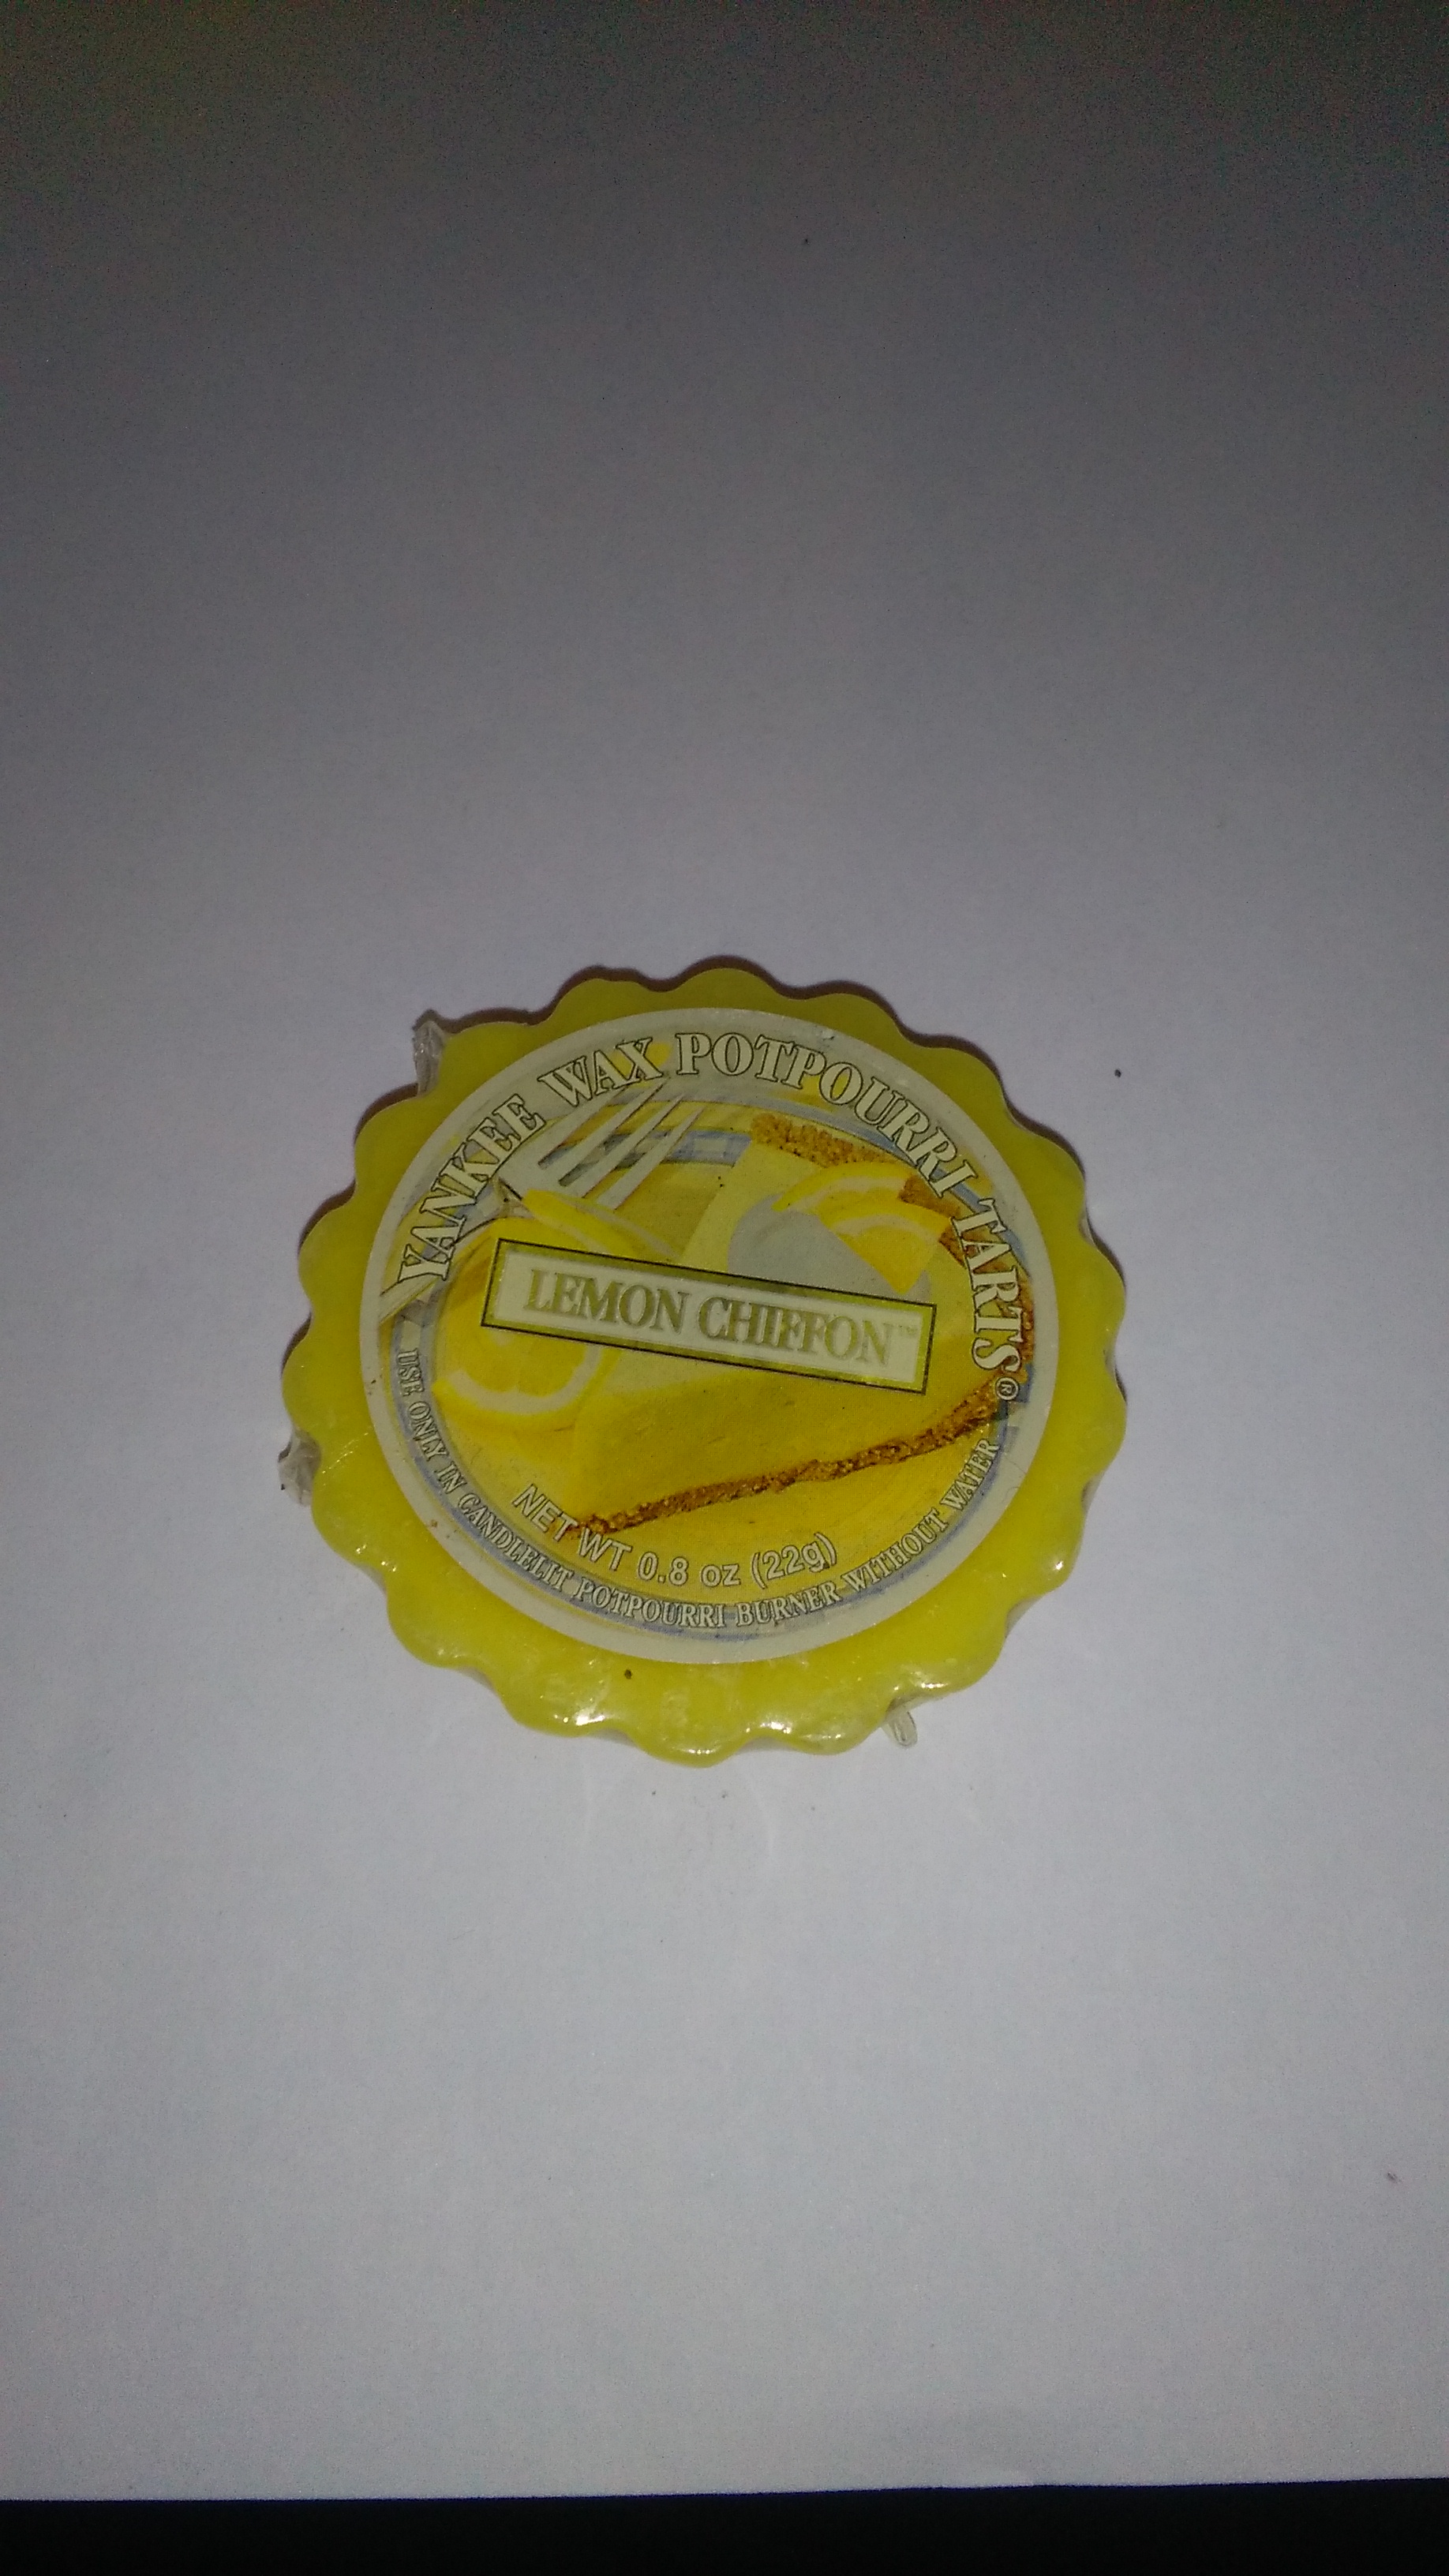 YANKEE WAX POTPOURRI TARTS®
LEMON CHIFFON™
NET WT 0.8 oz (22g)
USE ONLY IN CANDLELIT POTPOURRI BURNER WITHOUT WATER